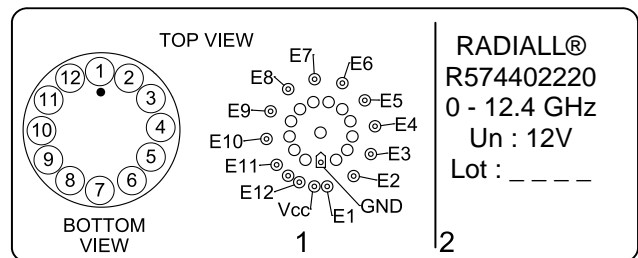 TOP VIEW
1
2
3
4
5
6
7
8
9
10
11
12
BOTTOM
VIEW
E7
E6
E8
E5
E9
E4
E10
E3
E11
E2
E12
Vcc
E1
GND
1
RADIALL®
R574402220
0 - 12.4 GHz
Un : 12V
Lot : _ _ _ _
2